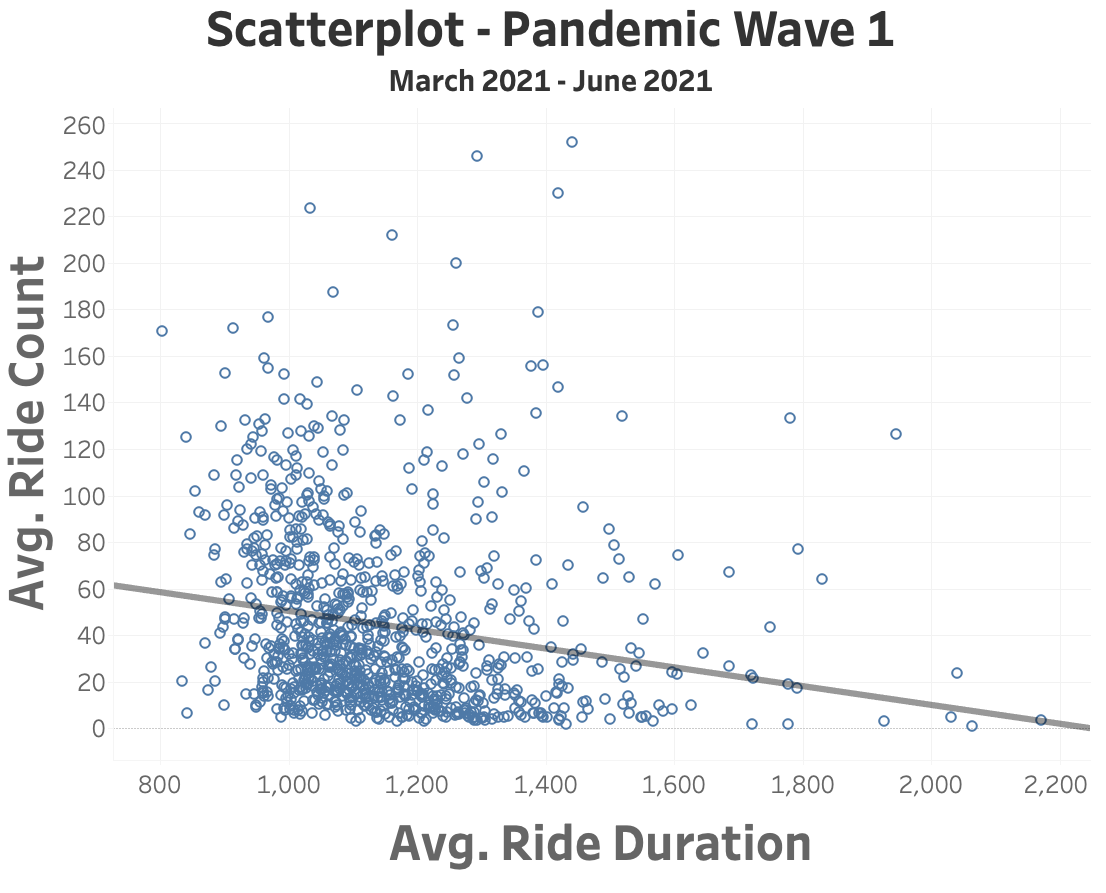 Scatterplot - Pandemic Wave 1
March 2021 - June 2021
Avg. Ride Count
260
240
220
200
180
160
140
120
100
80
60
40
20
0
800 1,000 1,200 1,400 1,600 1,800 2,000 2,200
Avg. Ride Duration